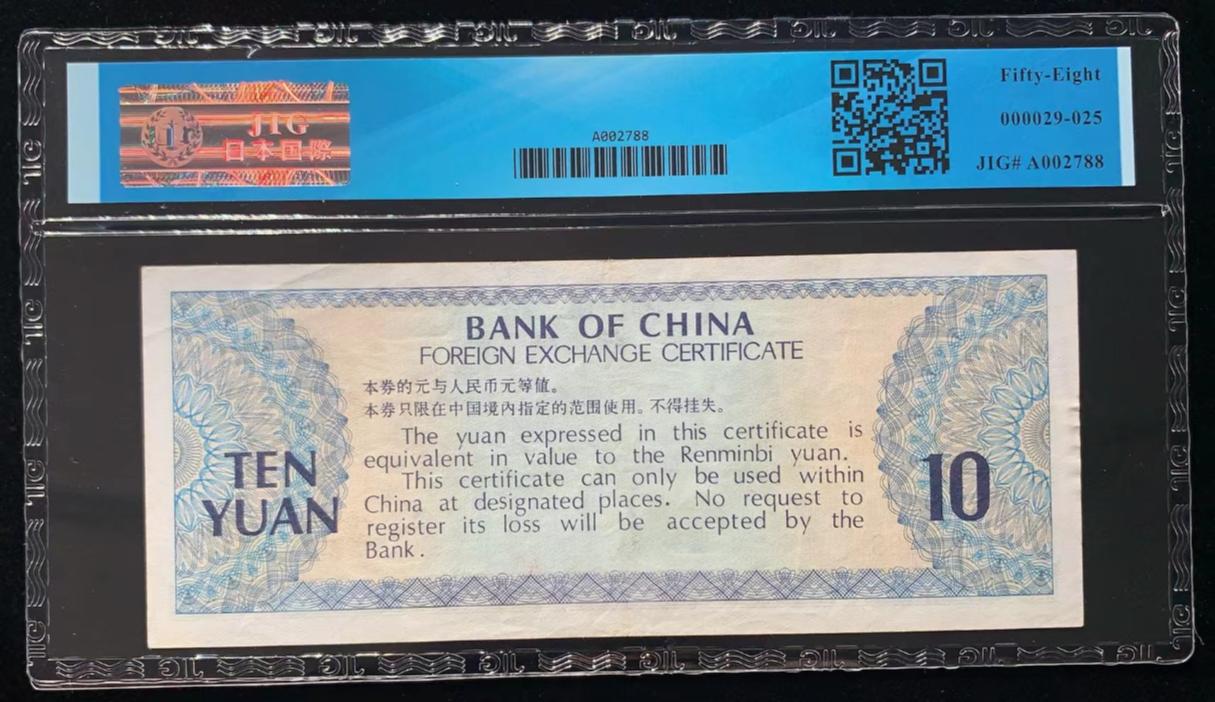 JIG
日本国際
A002788
Fifty-Eight
000029-025
JIG# A002788
BANK OF CHINA
FOREIGN EXCHANGE CERTIFICATE
本券的元与人民币元等值。
本券只限在中国境内指定的范围使用。不得挂失。
The yuan expressed in this certificate is
equivalent in value to the Renminbi yuan.
This certificate can only be used within
China at designated places. No request to
register its loss will be accepted by the
Bank.
TEN
YUAN
10